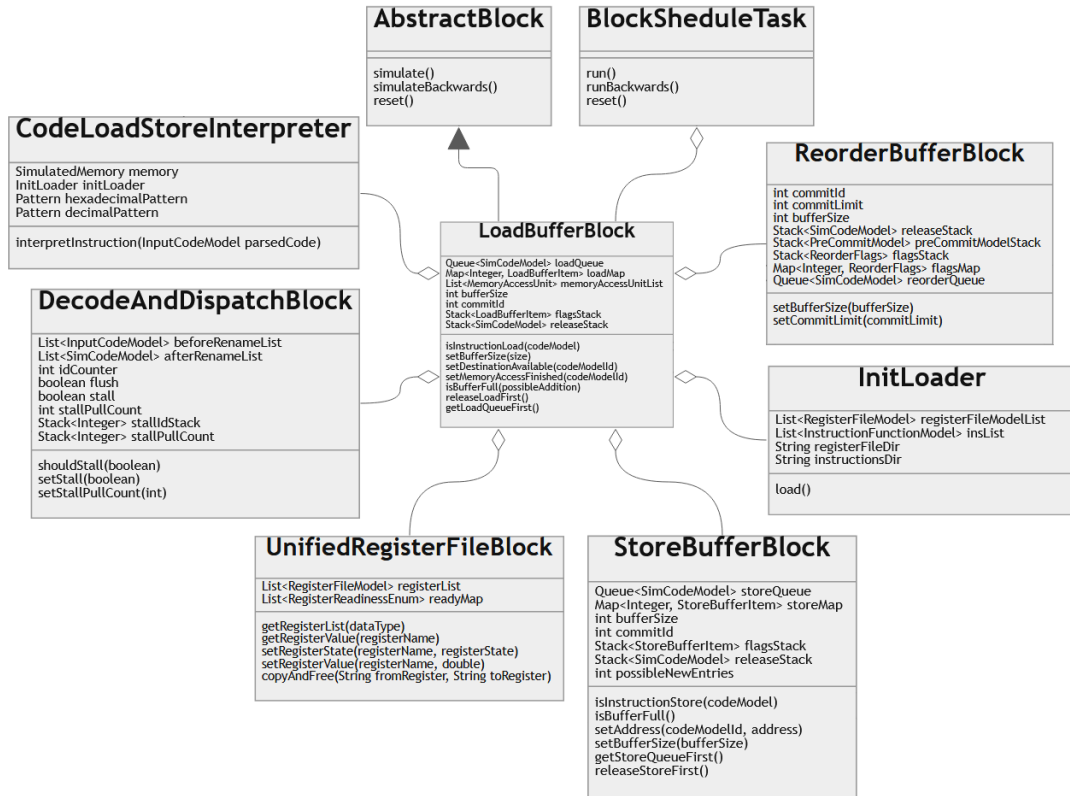 AbstractBlock
simulate()
simulateBackwards()
reset()
BlockSheduleTask
run()
runBackwards()
reset()
CodeLoadStoreInterpreter
SimulatedMemory memory
InitLoader initLoader
Pattern hexadecimalPattern
Pattern decimalPattern
interpretInstruction(InputCodeModel parsedCode)
ReorderBufferBlock
int commitId
int commitLimit
int bufferSize
Stack<SimCodeModel> releaseStack
Stack<PreCommitModel> preCommitModelStack
Stack<ReorderFlags> flagsStack
Map<Integer, ReorderFlags> flagsMap
Queue<SimCodeModel> reorderQueue
setBufferSize(bufferSize)
setCommitLimit(commitLimit)
LoadBufferBlock
Queue<SimCodeModel> loadQueue
Map<Integer, LoadBufferItem> loadMap
List<MemoryAccessUnit> memoryAccessUnitList
int bufferSize
int commitId
Stack<LoadBufferItem> flagsStack
Stack<SimCodeModel> releaseStack
isInstructionLoad(codeModel)
setBufferSize(size)
setDestinationAvailable(codeModelId)
setMemoryAccessFinished(codeModelId)
isBufferFull(possibleAddition)
releaseLoadFirst()
getLoadQueueFirst()
DecodeAndDispatchBlock
List<InputCodeModel> beforeRenameList
List<SimCodeModel> afterRenameList
int idCounter
boolean flush
boolean stall
int stallPullCount
Stack<Integer> stallIdStack
Stack<Integer> stallPullCount
shouldStall(boolean)
setStall(boolean)
setStallPullCount(int)
InitLoader
List<RegisterFileModel> registerFileModelList
List<InstructionFunctionModel> insList
String registerFileDir
String instructionsDir
load()
UnifiedRegisterFileBlock
List<RegisterFileModel> registerList
List<RegisterReadinessEnum> readyMap
getRegisterList(dataType)
getRegisterValue(registerName)
setRegisterState(registerName, registerState)
setRegisterValue(registerName, double)
copyAndFree(String fromRegister, String toRegister)
StoreBufferBlock
Queue<SimCodeModel> storeQueue
Map<Integer, StoreBufferItem> storeMap
int bufferSize
int commitId
Stack<StoreBufferItem> flagsStack
Stack<SimCodeModel> releaseStack
int possibleNewEntries
isInstructionStore(codeModel)
isBufferFull()
setAddress(codeModelId, address)
setBufferSize(bufferSize)
getStoreQueueFirst()
releaseStoreFirst()